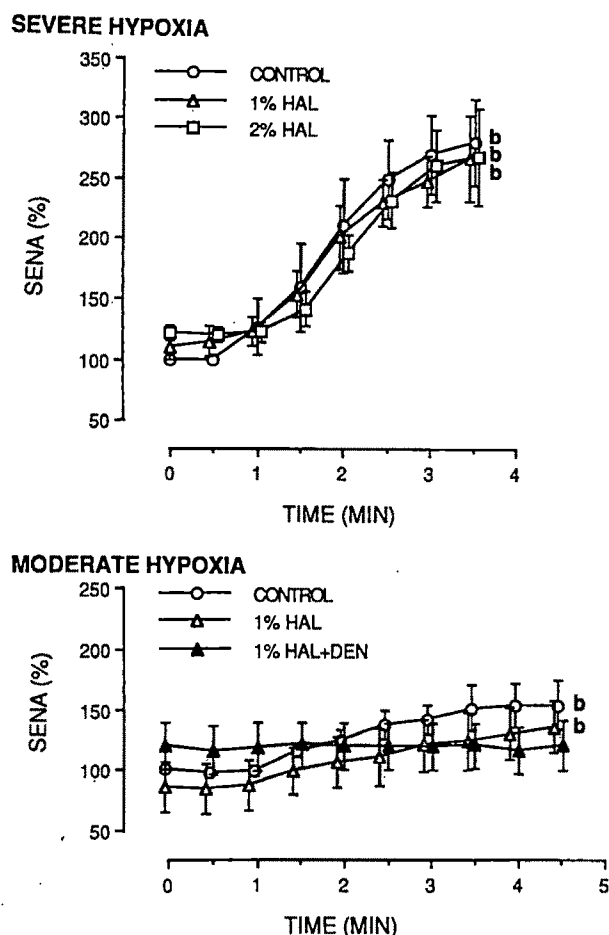 SEVERE HYPOXIA
CONTROL
1% HAL
2% HAL
350
300
250
200
150
100
50
SENA (%)
b
b
b
0 1 2 3 4
TIME (MIN)
MODERATE HYPOXIA
CONTROL
1% HAL
1% HAL+DEN
250
200
150
100
50
SENA (%)
b
b
0 1 2 3 4 5
TIME (MIN)